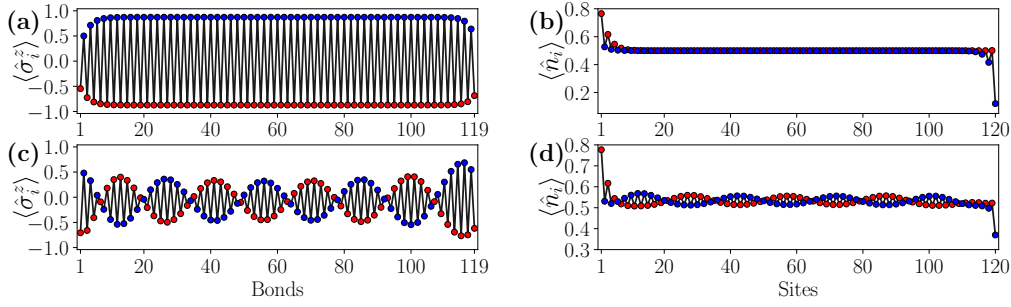 (a)
⟨σ̂ᵢᶻ⟩
1.0
0.5
0.0
−0.5
−1.0
1 20 40 60 80 100 119
(b)
⟨n̂ᵢ⟩
0.8
0.6
0.4
1 20 40 60 80 100 120
(c)
⟨σ̂ᵢᶻ⟩
1.0
0.5
0.0
−0.5
−1.0
1 20 40 60 80 100 119
Bonds
(d)
⟨n̂ᵢ⟩
0.8
0.7
0.6
0.5
0.4
0.3
1 20 40 60 80 100 120
Sites